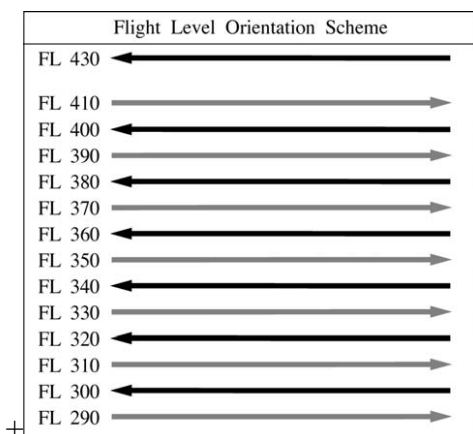 Flight Level Orientation Scheme
FL 430
FL 410
FL 400
FL 390
FL 380
FL 370
FL 360
FL 350
FL 340
FL 330
FL 320
FL 310
FL 300
FL 290